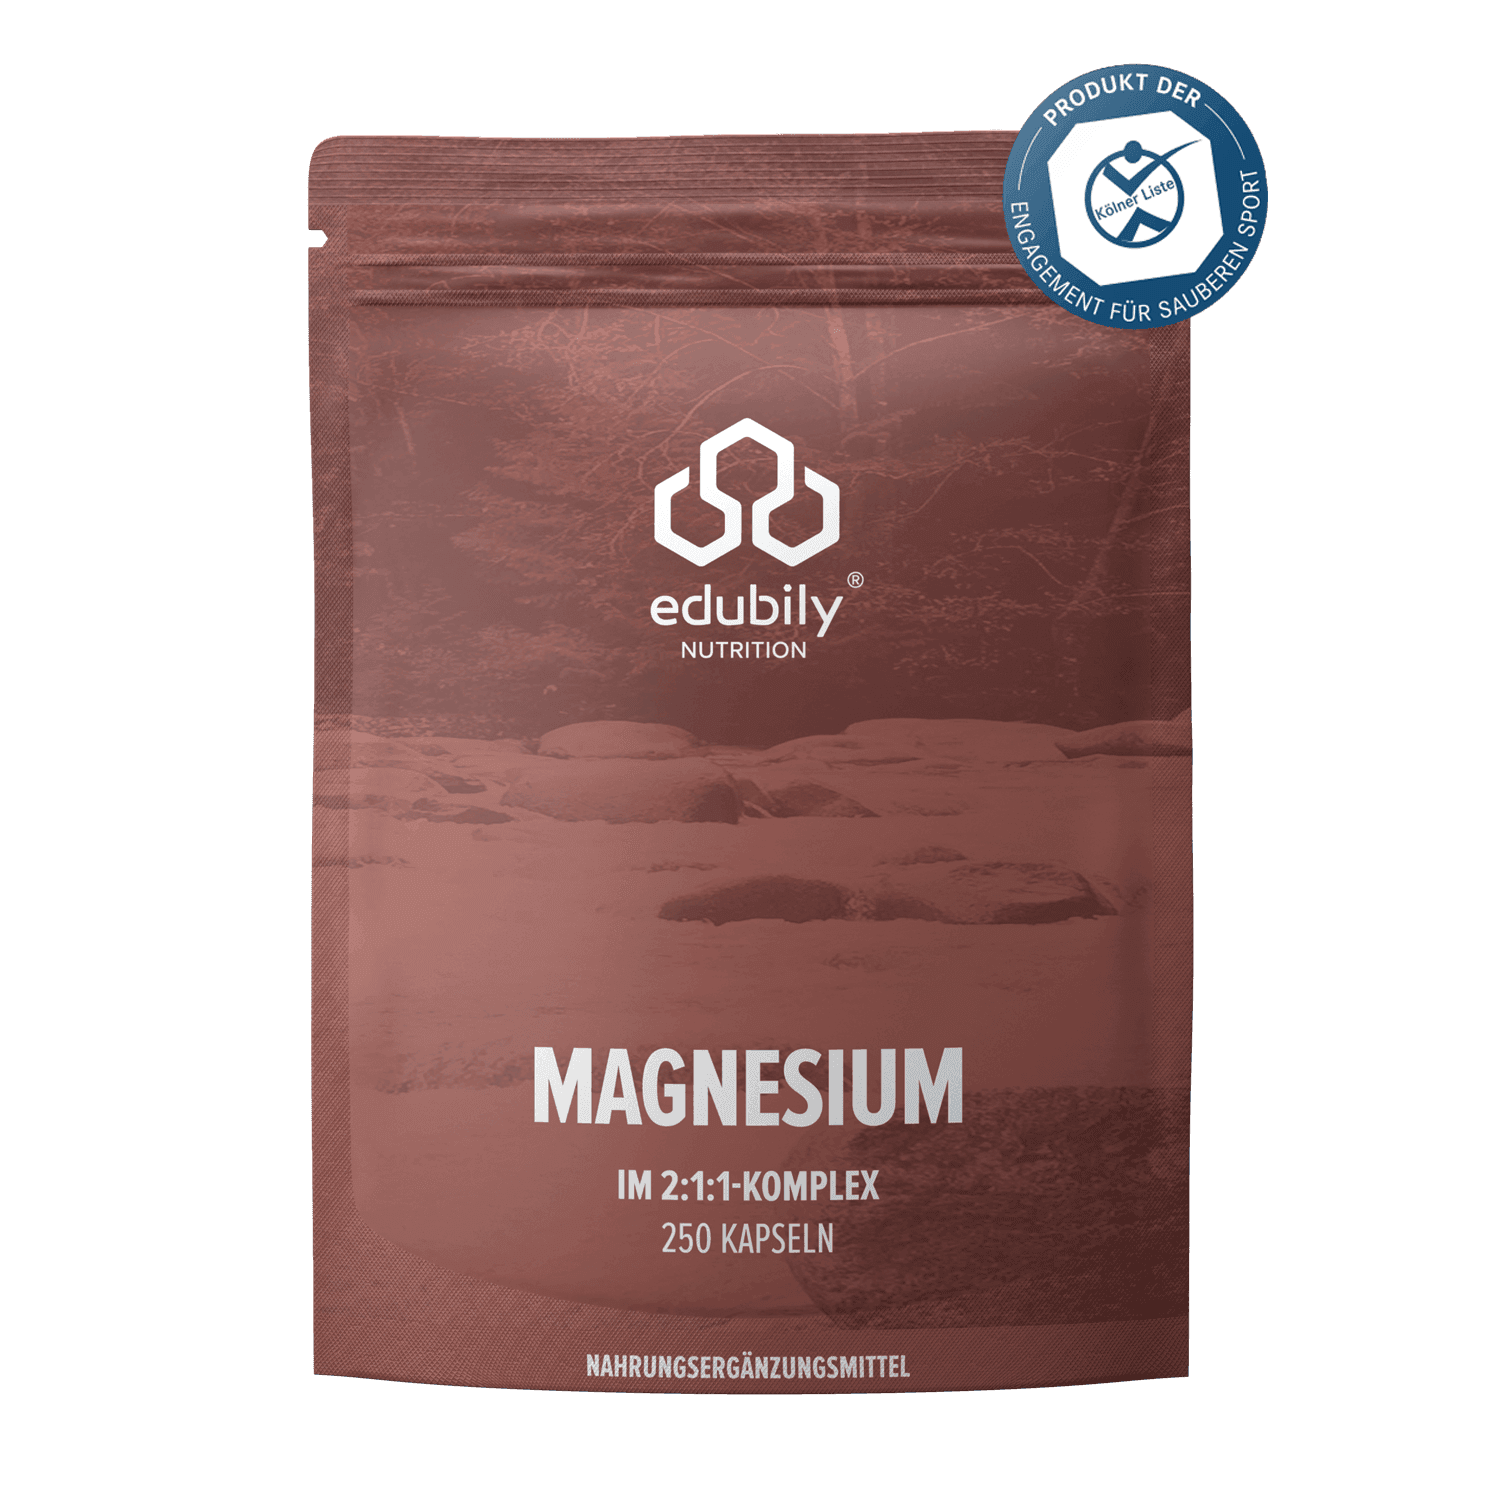 PRODUKT DER
Kölner Liste
ENGAGEMENT FÜR SAUBEREN SPORT
edubily®
NUTRITION
MAGNESIUM
IM 2:1:1-KOMPLEX
250 KAPSELN
NAHRUNGSERGÄNZUNGSMITTEL